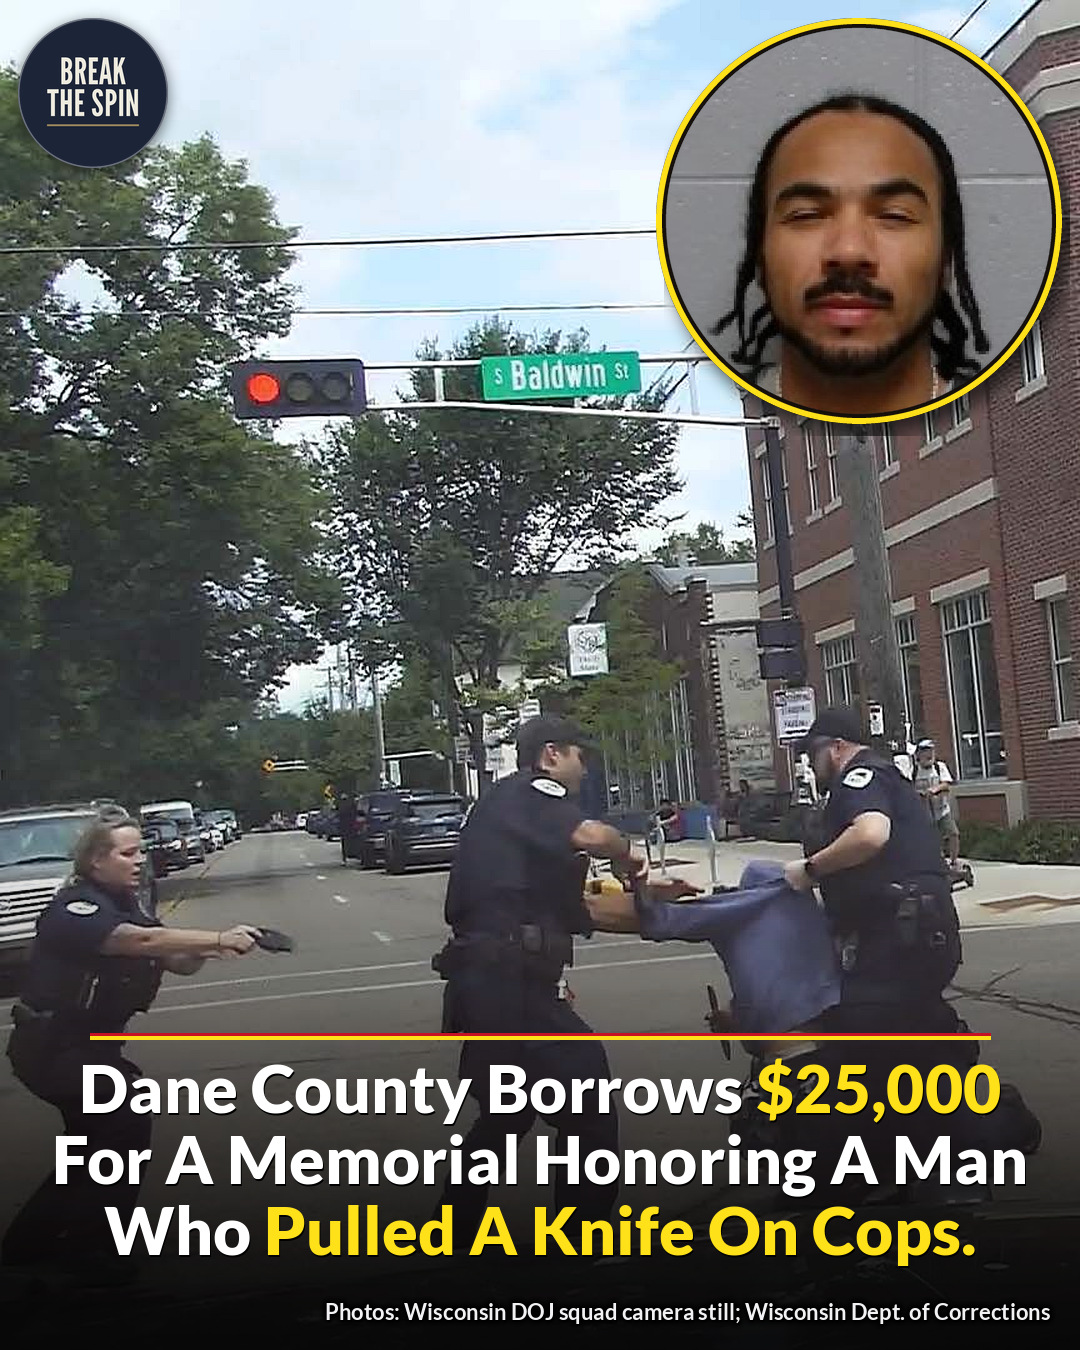 BREAK
THE SPIN
S Baldwin St
Dane County Borrows $25,000
For A Memorial Honoring A Man
Who Pulled A Knife On Cops.
Photos: Wisconsin DOJ squad camera still; Wisconsin Dept. of Corrections